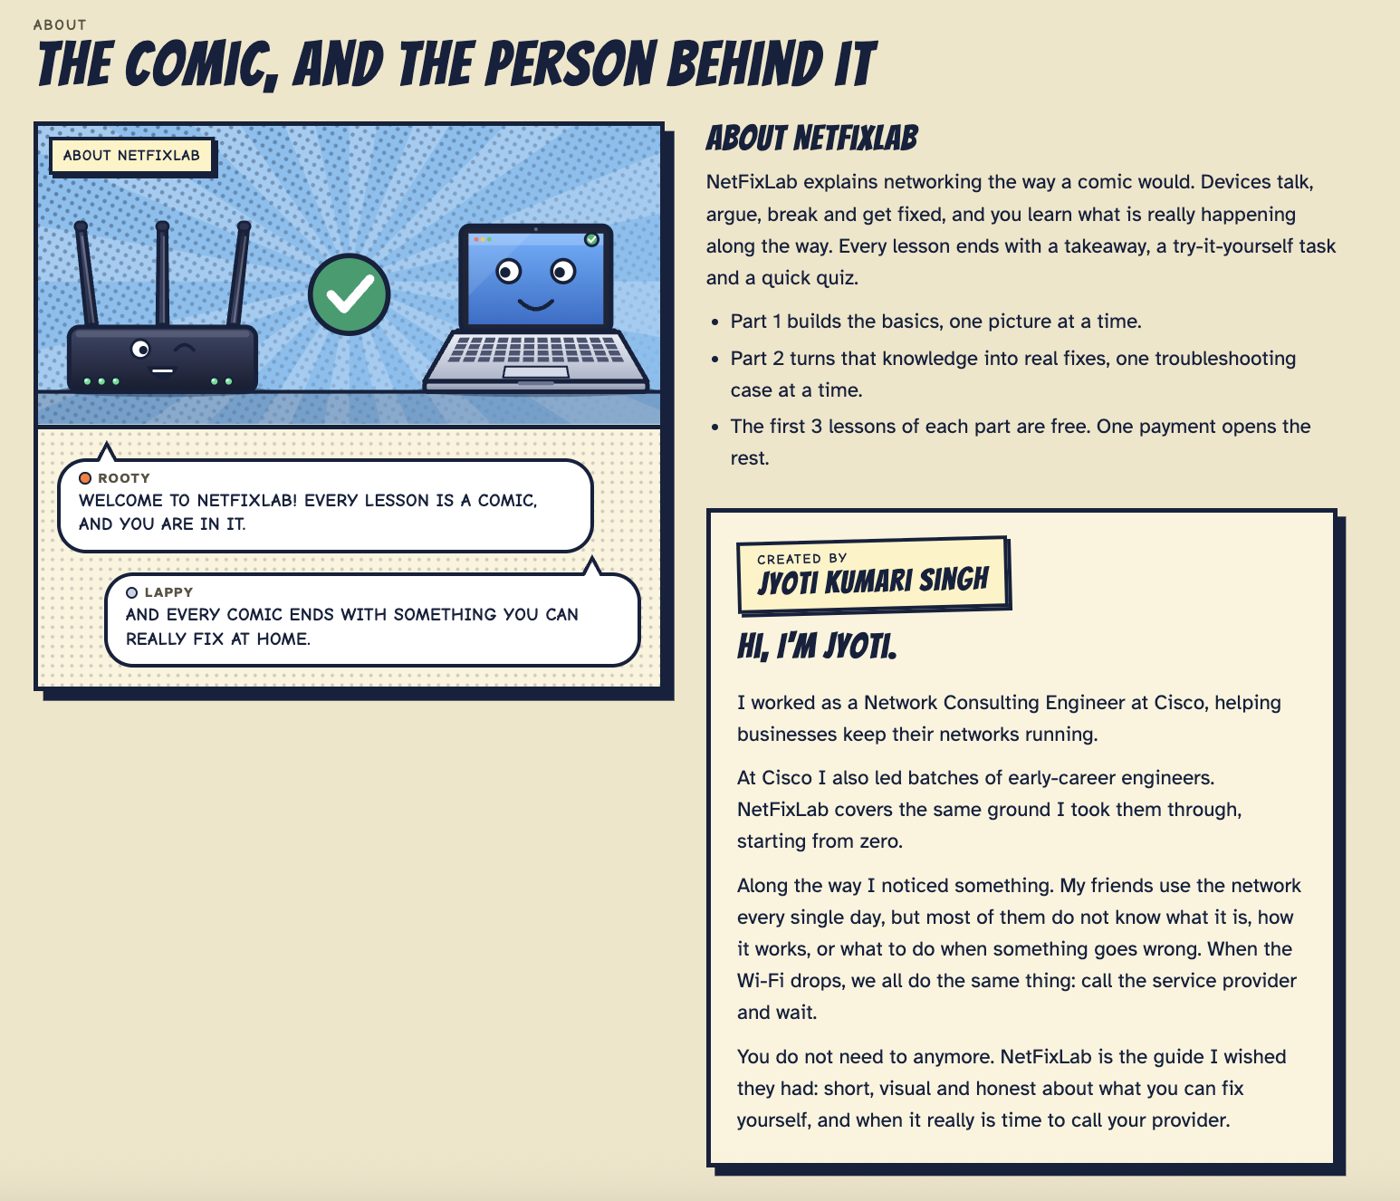 ABOUT
THE COMIC, AND THE PERSON BEHIND IT
ABOUT NETFIXLAB
ROOTY
WELCOME TO NETFIXLAB! EVERY LESSON IS A COMIC,
AND YOU ARE IN IT.
LAPPY
AND EVERY COMIC ENDS WITH SOMETHING YOU CAN
REALLY FIX AT HOME.
ABOUT NETFIXLAB
NetFixLab explains networking the way a comic would. Devices talk,
argue, break and get fixed, and you learn what is really happening
along the way. Every lesson ends with a takeaway, a try-it-yourself task
and a quick quiz.
• Part 1 builds the basics, one picture at a time.
• Part 2 turns that knowledge into real fixes, one troubleshooting
case at a time.
• The first 3 lessons of each part are free. One payment opens the
rest.
CREATED BY
JYOTI KUMARI SINGH
HI, I'M JYOTI.
I worked as a Network Consulting Engineer at Cisco, helping
businesses keep their networks running.
At Cisco I also led batches of early-career engineers.
NetFixLab covers the same ground I took them through,
starting from zero.
Along the way I noticed something. My friends use the network
every single day, but most of them do not know what it is, how
it works, or what to do when something goes wrong. When the
Wi-Fi drops, we all do the same thing: call the service provider
and wait.
You do not need to anymore. NetFixLab is the guide I wished
they had: short, visual and honest about what you can fix
yourself, and when it really is time to call your provider.